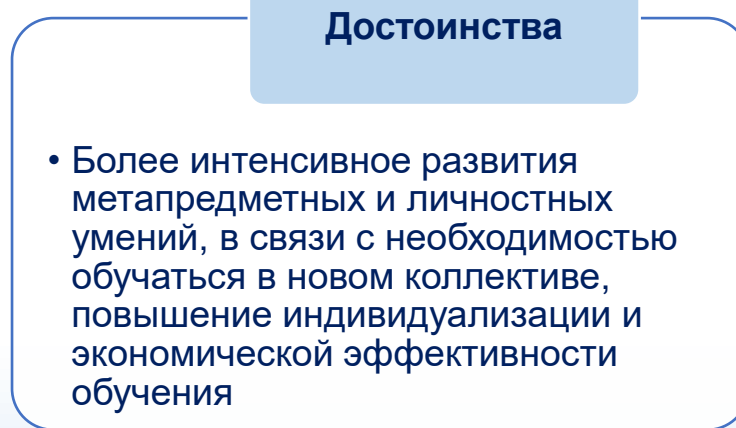 Достоинства
• Более интенсивное развития
метапредметных и личностных
умений, в связи с необходимостью
обучаться в новом коллективе,
повышение индивидуализации и
экономической эффективности
обучения